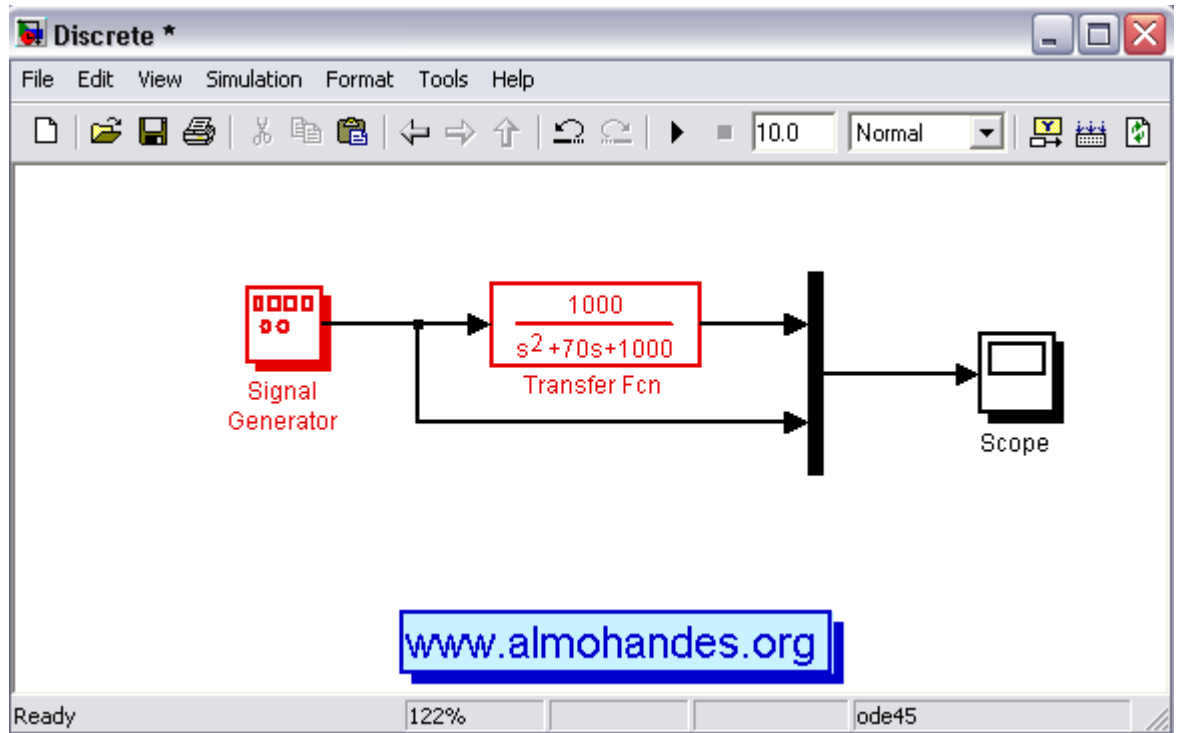 Discrete *
File Edit View Simulation Format Tools Help
10.0 Normal
1000
s²+70s+1000
Transfer Fcn
Signal
Generator
Scope
www.almohandes.org
Ready 122% ode45